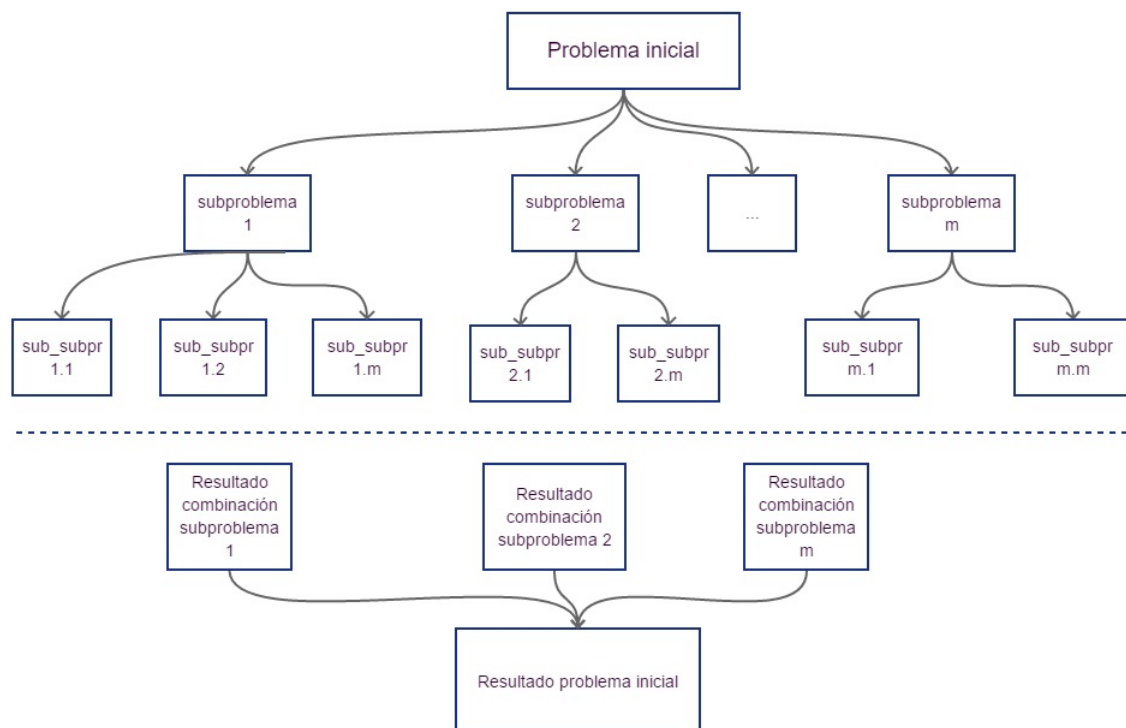 Problema inicial
subproblema
1
subproblema
2
...
subproblema
m
sub_subpr
1.1
sub_subpr
1.2
sub_subpr
1.m
sub_subpr
2.1
sub_subpr
2.m
sub_subpr
m.1
sub_subpr
m.m
Resultado
combinación
subproblema
1
Resultado
combinación
subproblema 2
Resultado
combinación
subproblema
m
Resultado problema inicial